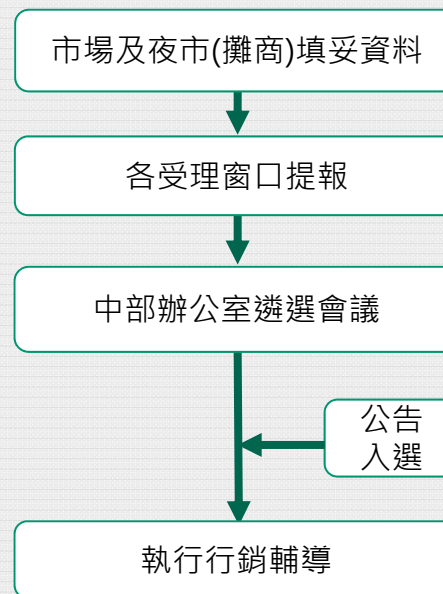 市場及夜市(攤商)填妥資料
各受理窗口提報
中部辦公室遴選會議
公告
入選
執行行銷輔導